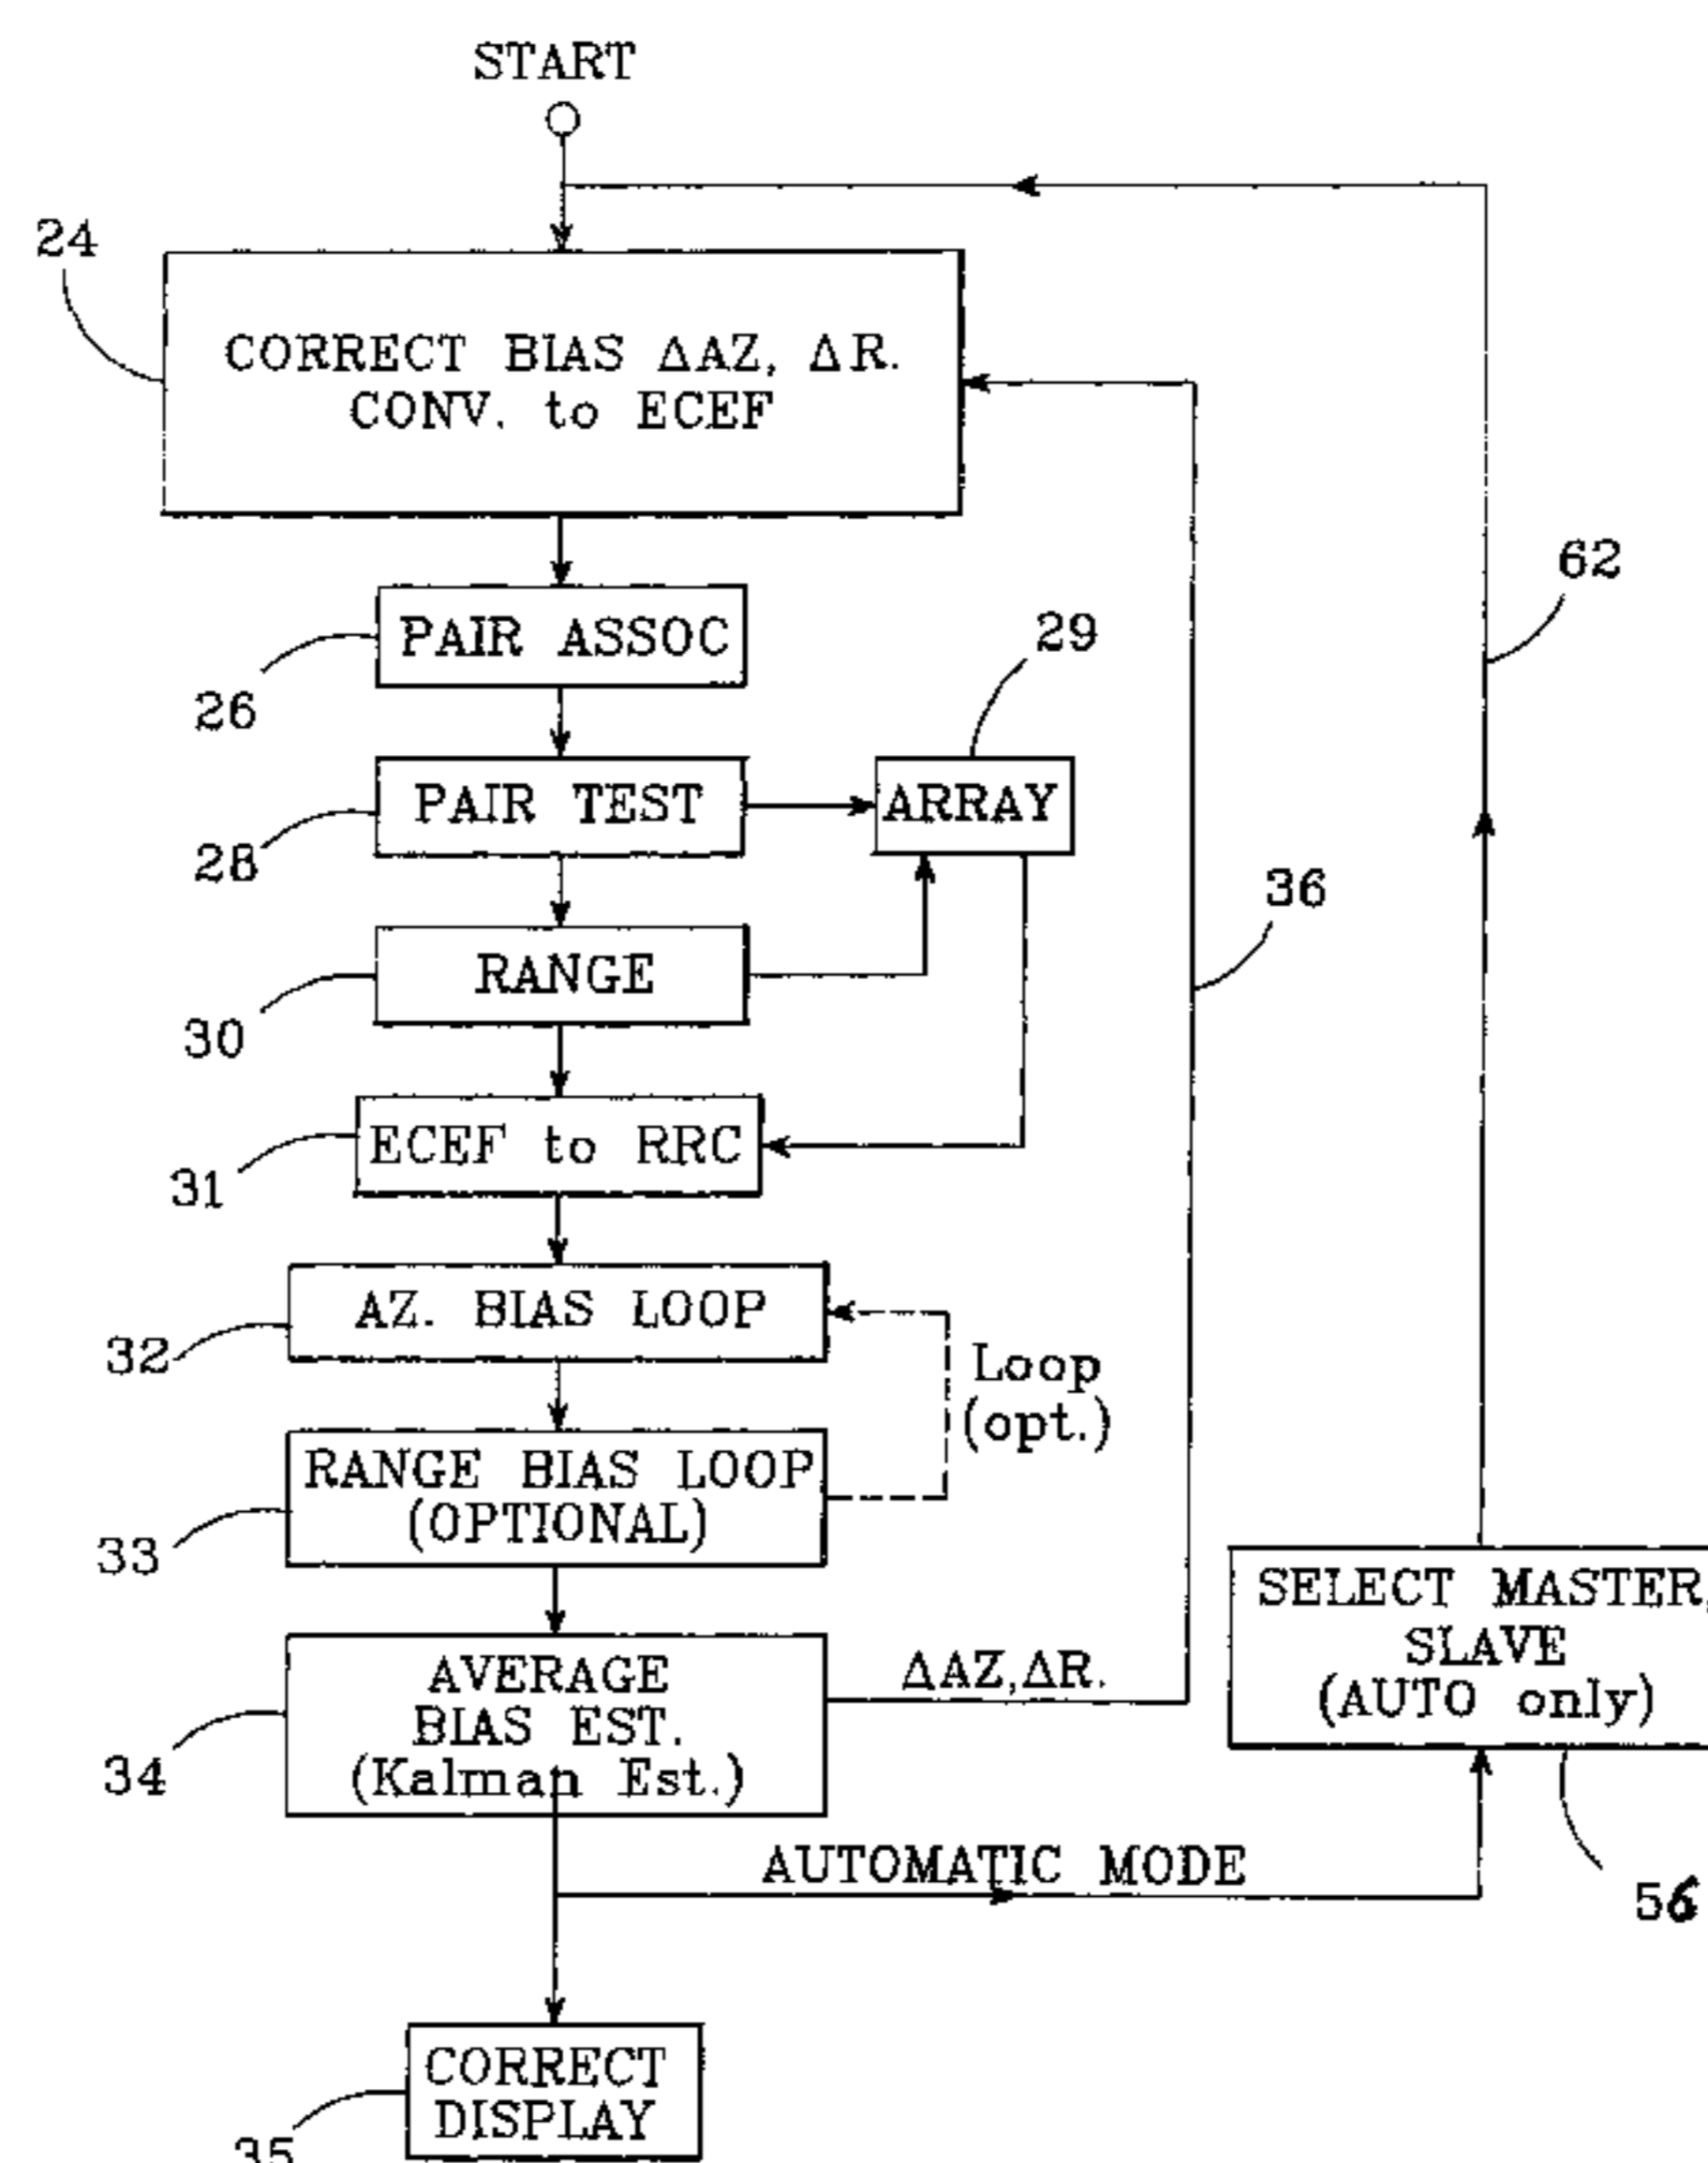 START
24
CORRECT BIAS ΔAZ, ΔR.
CONV. to ECEF
62
PAIR ASSOC
26
29
PAIR TEST
ARRAY
28
36
RANGE
30
ECEF to RRC
31
AZ. BIAS LOOP
32
Loop
(opt.)
RANGE BIAS LOOP
(OPTIONAL)
33
SELECT MASTER,
SLAVE
(AUTO only)
AVERAGE
BIAS EST.
(Kalman Est.)
ΔAZ,ΔR.
34
AUTOMATIC MODE
56
CORRECT
DISPLAY
35